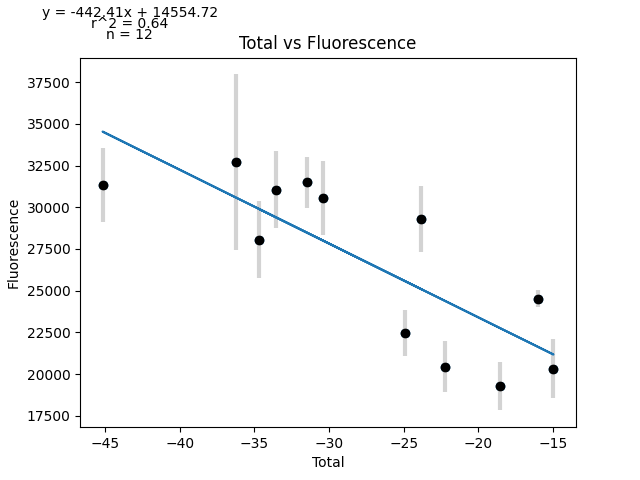 y = -442.41x + 14554.72
r^2 = 0.64
n = 12
Total vs Fluorescence
37500
35000
32500
30000
27500
25000
22500
20000
17500
Fluorescence
−45 −40 −35 −30 −25 −20 −15
Total